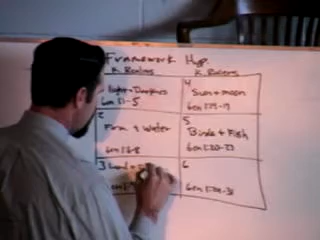 Framework Hyp.
K. Realms K. Rulers
Light + Darkness
Gen 1:1-5
4
Sun + moon
Gen 1:14-19
2
Firm + Water
Gen 1:6-8
5
Birds + Fish
Gen 1:20-23
3 Land +
6
Gen 1:24-31